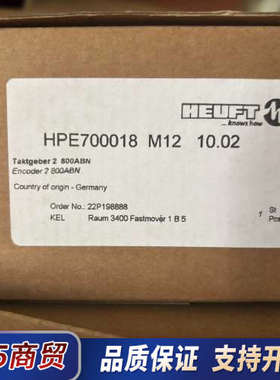 HEUFT
... knows how
HPE700018 M12 10.02
Taktgeber 2 800ABN
Encoder 2 800ABN
Country of origin - Germany
Order No.: 22P198888
KEL Raum 3400 Fastmover 1 B 5
1 St
商贸 品质保证 支持开